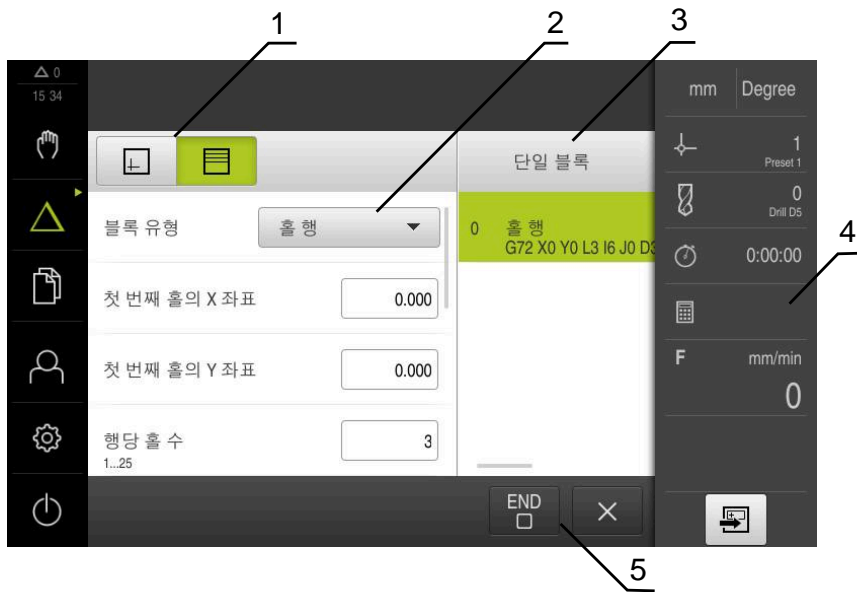 1
2
3
0
15 34
mm Degree
1
Preset 1
단일 블록
0
Drill D5
블록 유형
홀 행
0 홀 행
G72 X0 Y0 L3 I6 J0 D3
4
0:00:00
첫 번째 홀의 X 좌표
0.000
F mm/min
0
첫 번째 홀의 Y 좌표
0.000
행당 홀 수
1...25
3
END
5